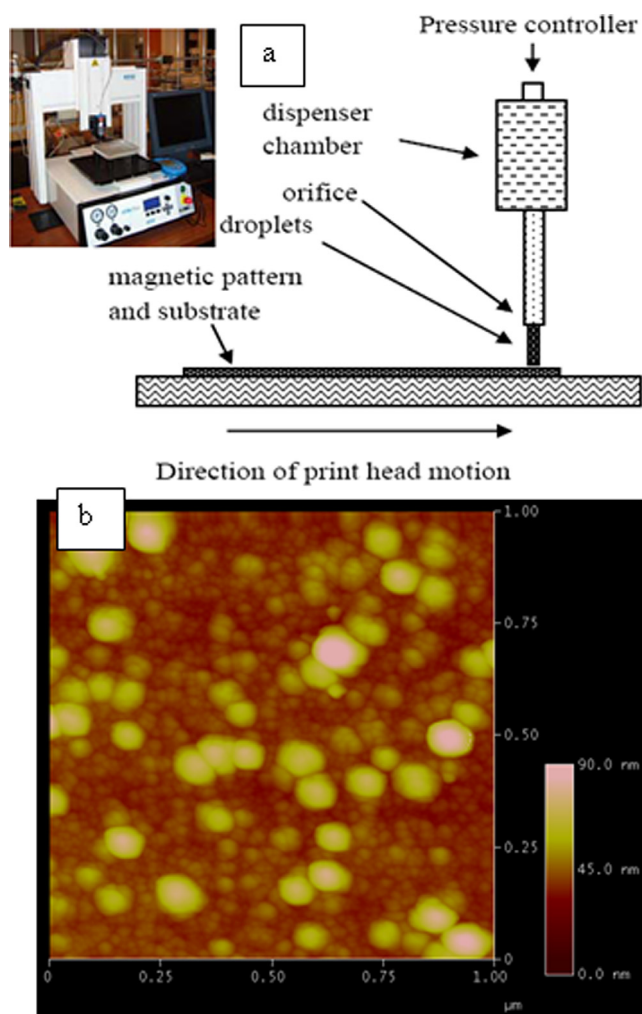 a
Pressure controller
dispenser
chamber
orifice
droplets
magnetic pattern
and substrate
Direction of print head motion
b
1.00
0.75
0.50
0.25
0
90.0 nm
45.0 nm
0.0 nm
0
0.25
0.50
0.75
1.00
μm